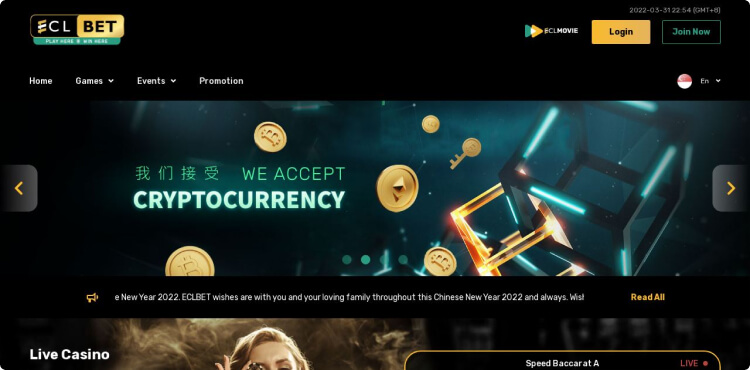 2022-03-31 22:54 (GMT+8)
ECL BET
PLAY HERE WIN HERE
ECLMOVIE
Login
Join Now
Home
Games
Events
Promotion
En
我们接受 WE ACCEPT
CRYPTOCURRENCY
e New Year 2022. ECLBET wishes are with you and your loving family throughout this Chinese New Year 2022 and always. Wish
Read All
Live Casino
Speed Baccarat A
LIVE